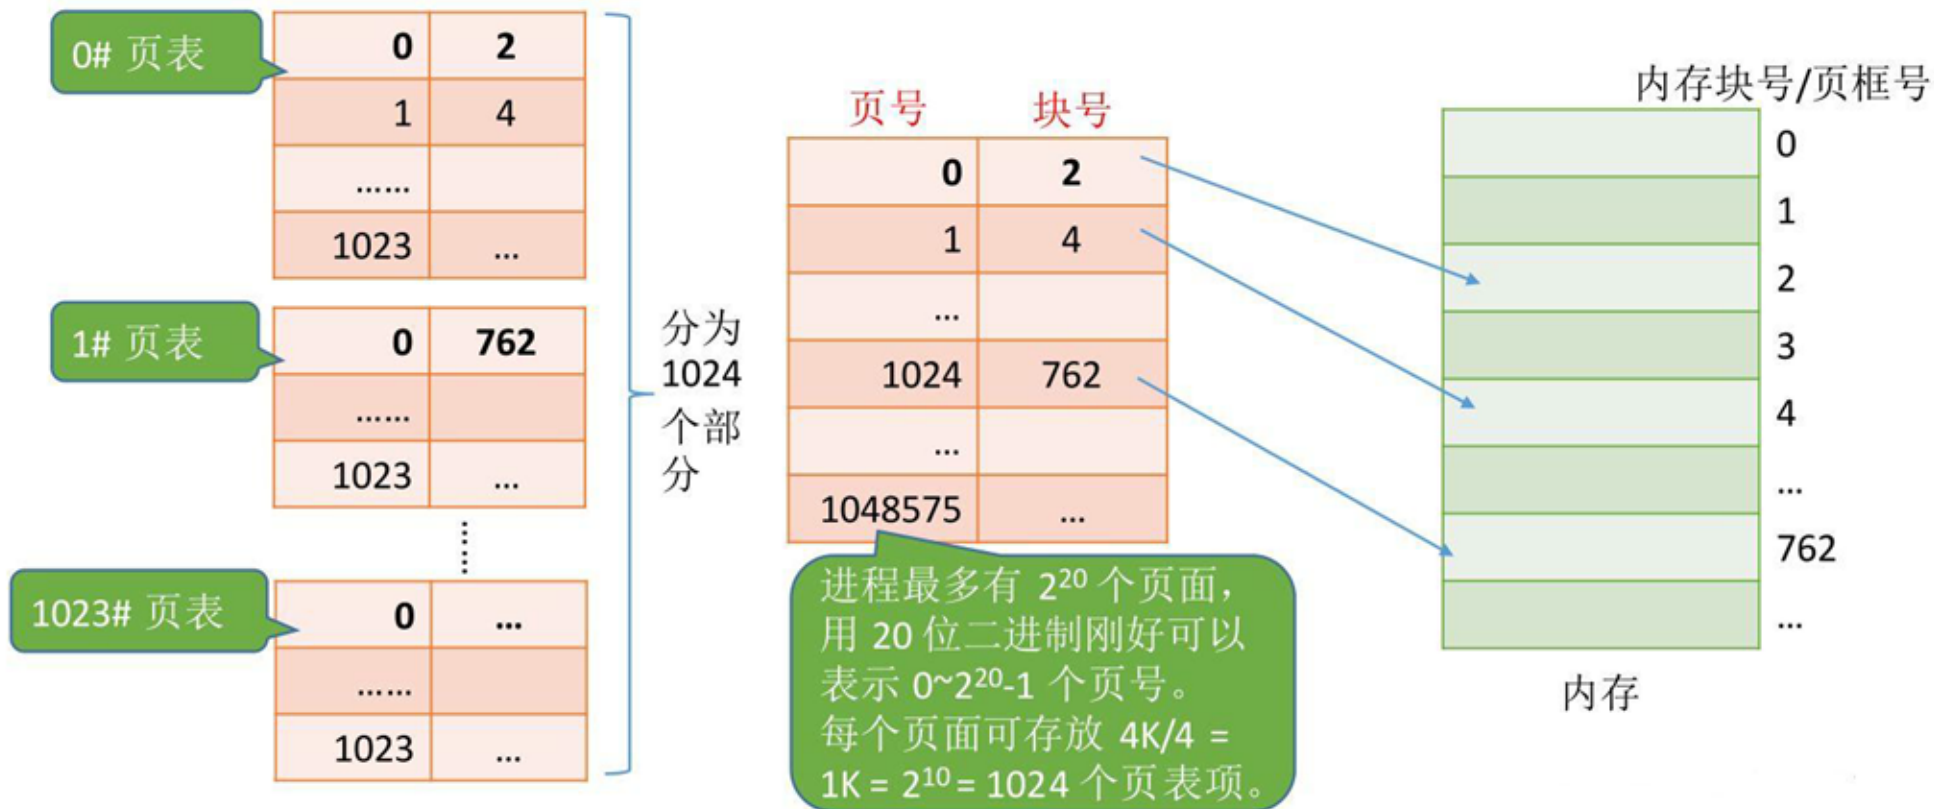 0# 页表
0 2
1 4
......
1023 ...
1# 页表
0 762
......
1023 ...
......
1023# 页表
0 ...
......
1023 ...
分为
1024
个部
分
页号 块号
0 2
1 4
...
1024 762
...
1048575 ...
进程最多有 2²⁰ 个页面，
用 20 位二进制刚好可以
表示 0~2²⁰-1 个页号。
每个页面可存放 4K/4 =
1K = 2¹⁰ = 1024 个页表项。
内存块号/页框号
0
1
2
3
4
...
762
...
内存